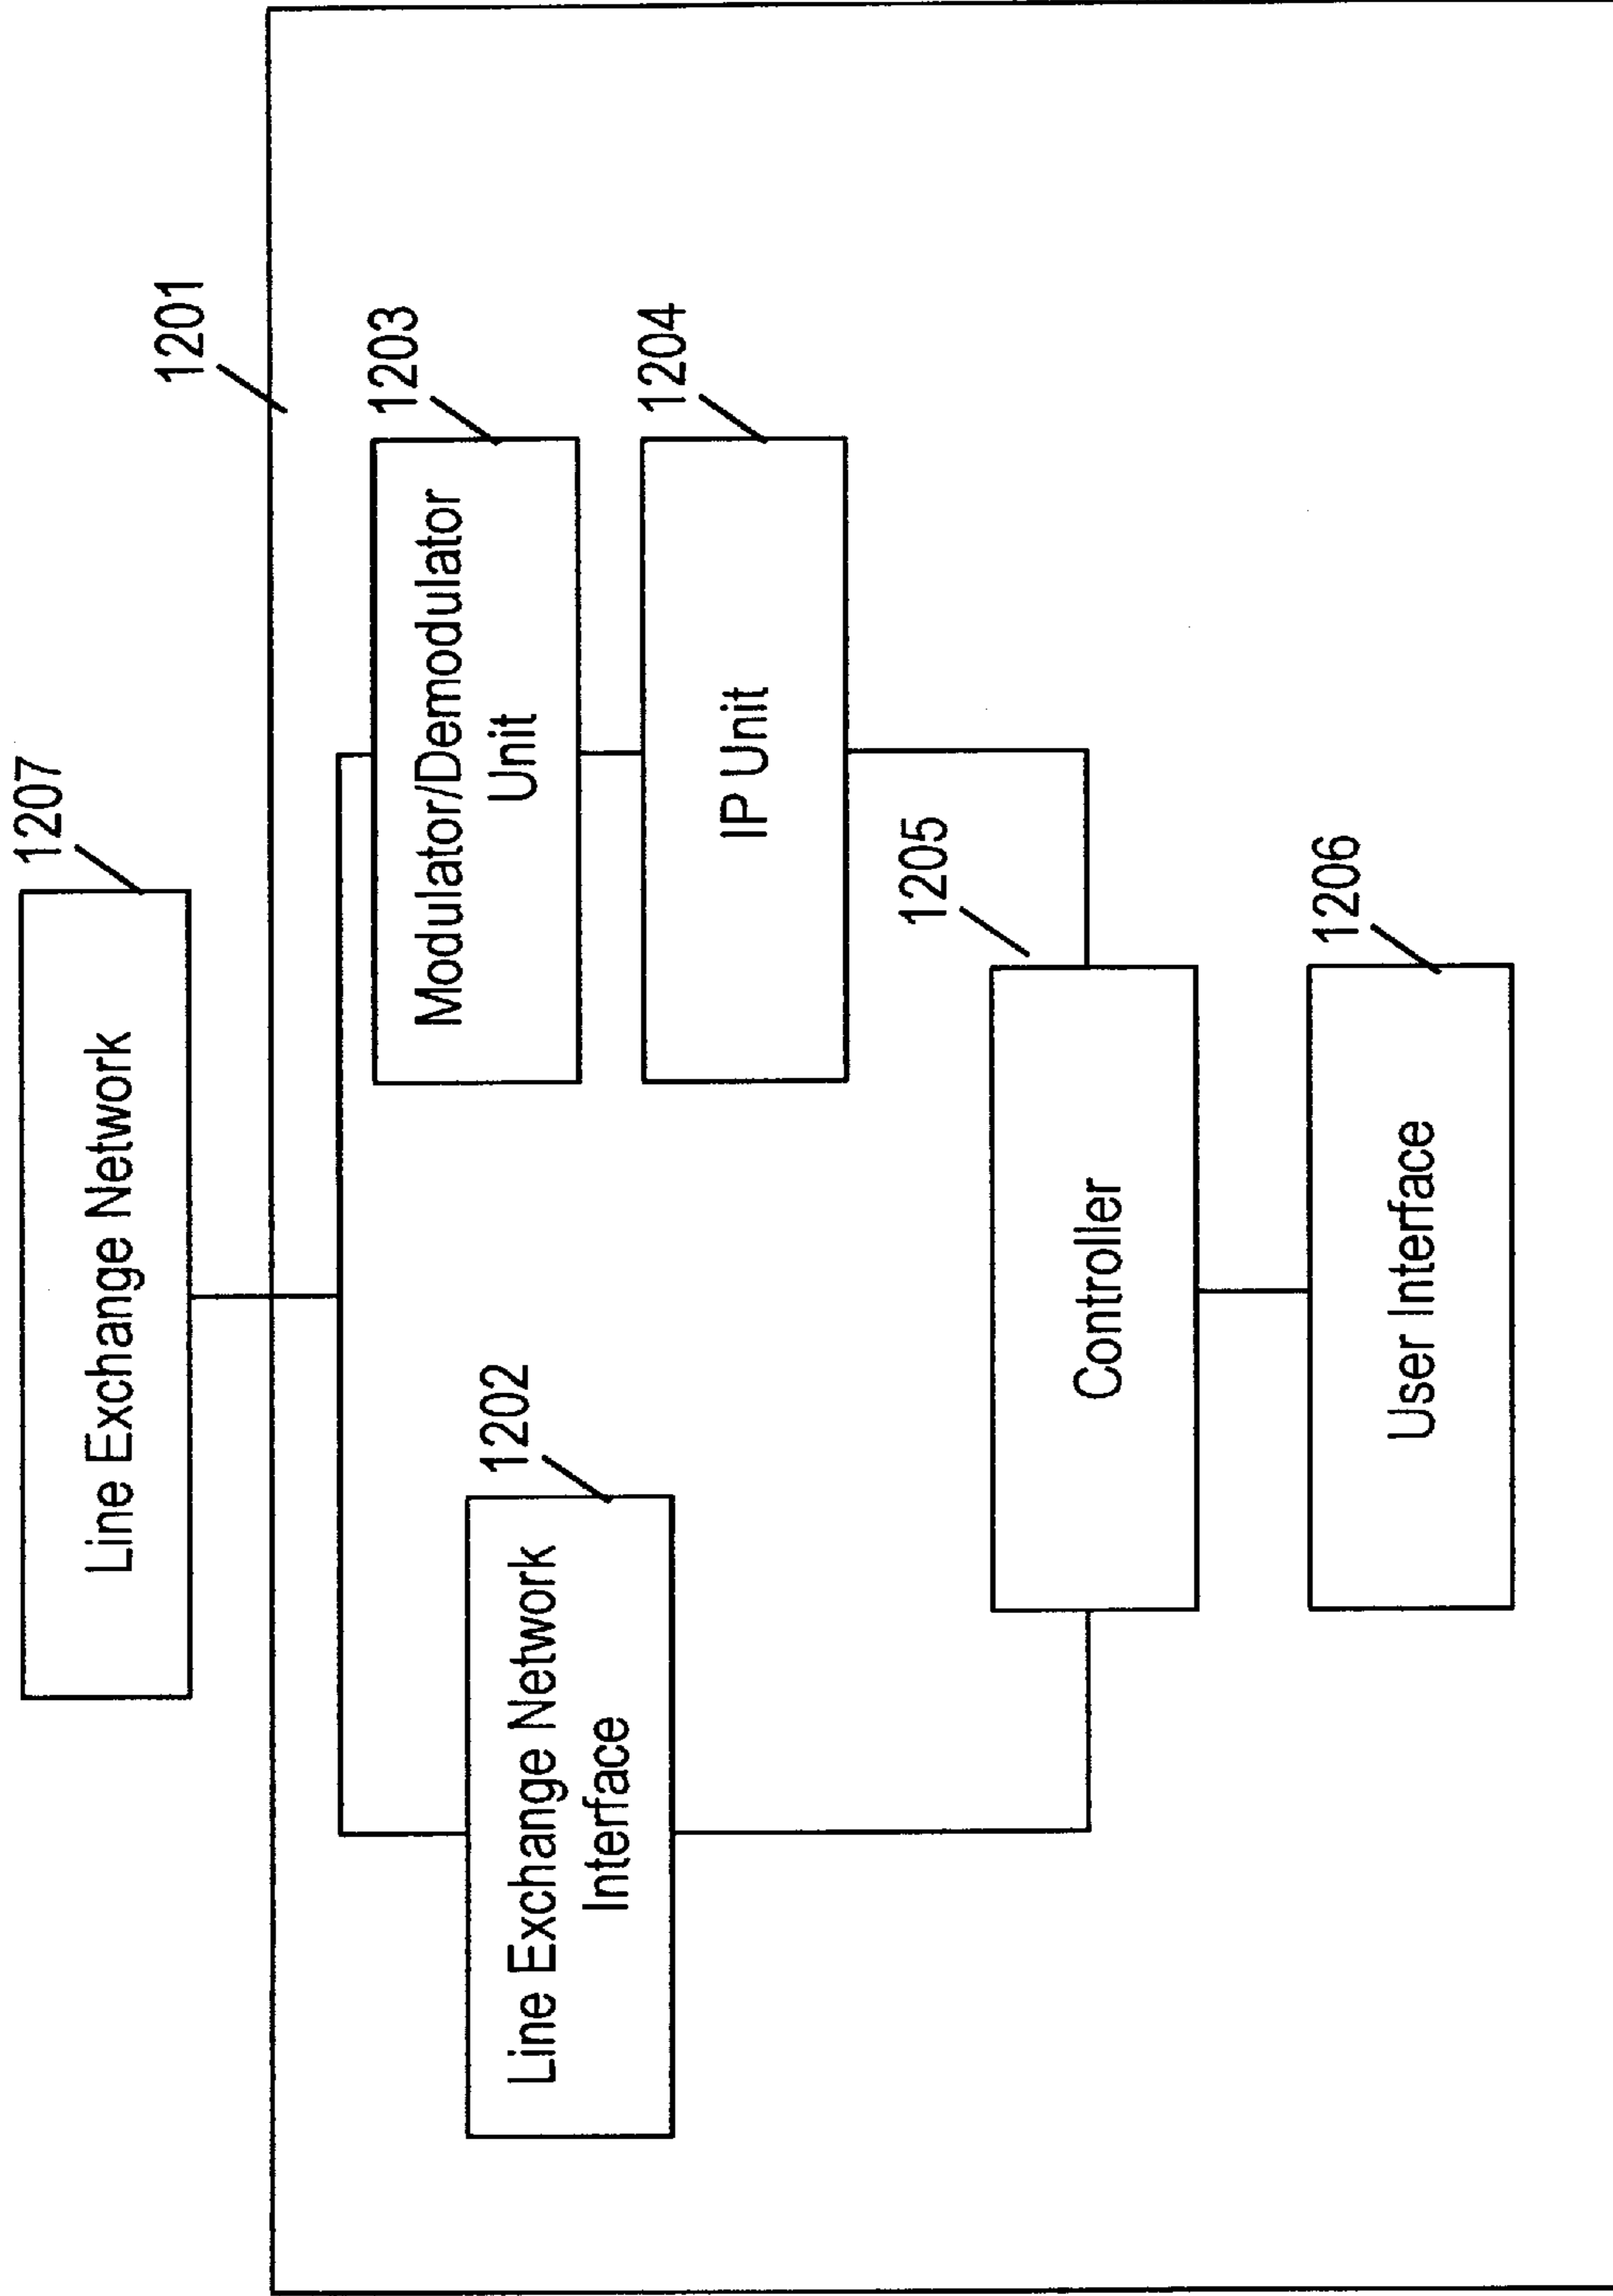 1207
Line Exchange Network
1201
1203
Modulator/Demodulator
Unit
1202
Line Exchange Network
Interface
1204
IP Unit
1205
Controller
1206
User Interface